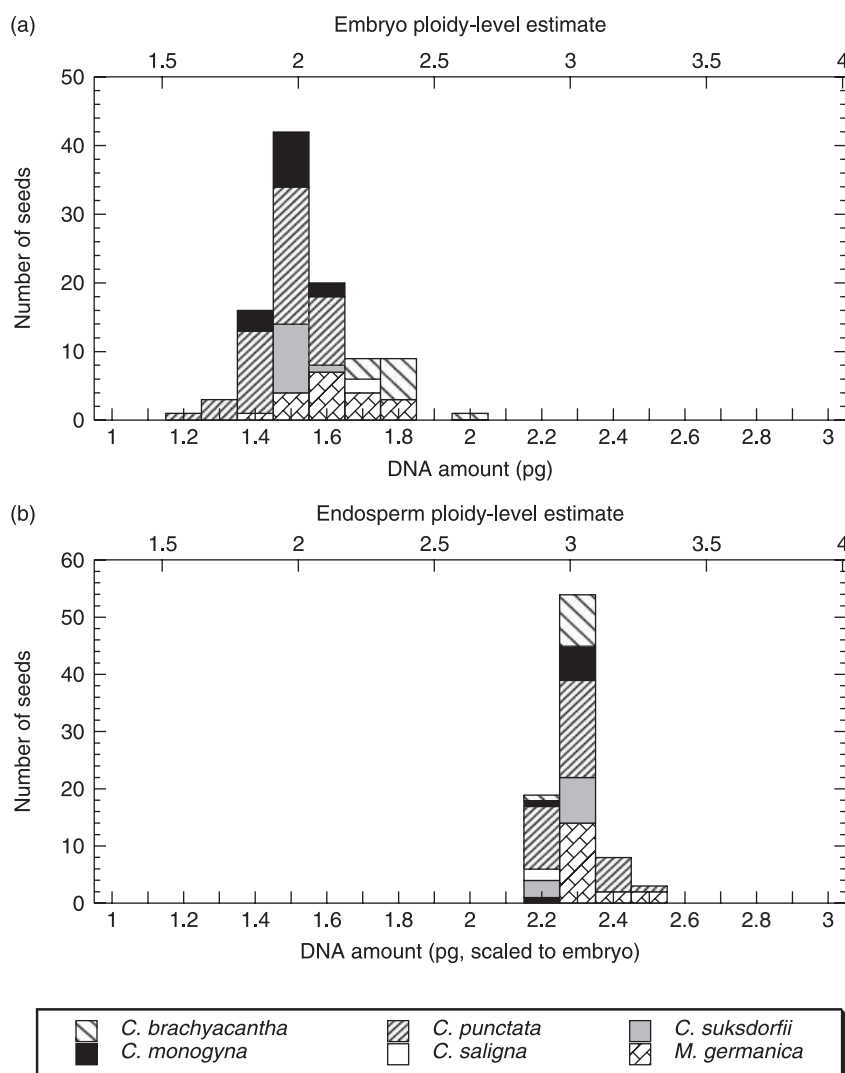 (a)
Embryo ploidy-level estimate
1.5 2 2.5 3 3.5 4
50
40
30
20
10
0
Number of seeds
1 1.2 1.4 1.6 1.8 2 2.2 2.4 2.6 2.8 3
DNA amount (pg)
(b)
Endosperm ploidy-level estimate
1.5 2 2.5 3 3.5 4
60
50
40
30
20
10
0
Number of seeds
1 1.2 1.4 1.6 1.8 2 2.2 2.4 2.6 2.8 3
DNA amount (pg, scaled to embryo)
C. brachyacantha C. punctata C. suksdorfii
C. monogyna C. saligna M. germanica